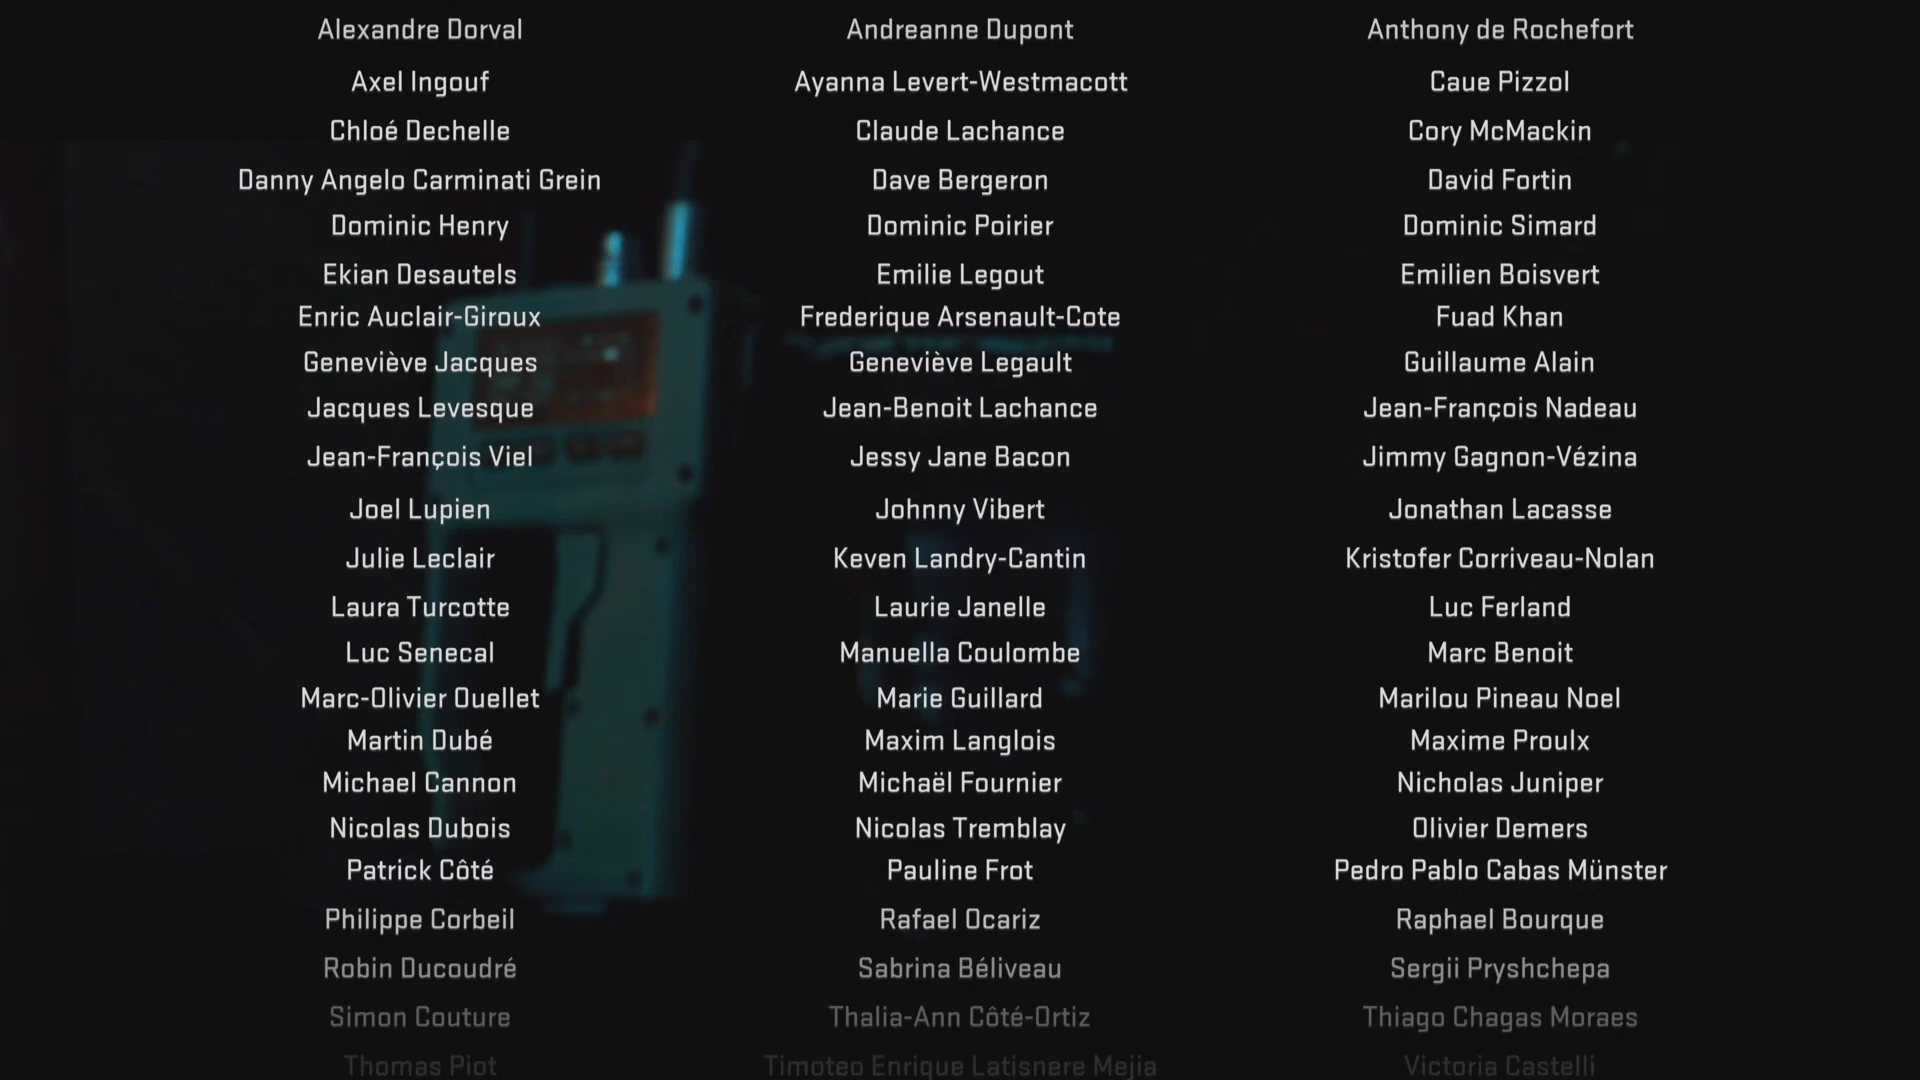 Alexandre Dorval Andreanne Dupont Anthony de Rochefort
Axel Ingouf Ayanna Levert-Westmacott Caue Pizzol
Chloé Dechelle Claude Lachance Cory McMackin
Danny Angelo Carminati Grein Dave Bergeron David Fortin
Dominic Henry Dominic Poirier Dominic Simard
Ekian Desautels Emilie Legout Emilien Boisvert
Enric Auclair-Giroux Frederique Arsenault-Cote Fuad Khan
Geneviève Jacques Geneviève Legault Guillaume Alain
Jacques Levesque Jean-Benoit Lachance Jean-François Nadeau
Jean-François Viel Jessy Jane Bacon Jimmy Gagnon-Vézina
Joel Lupien Johnny Vibert Jonathan Lacasse
Julie Leclair Keven Landry-Cantin Kristofer Corriveau-Nolan
Laura Turcotte Laurie Janelle Luc Ferland
Luc Senecal Manuella Coulombe Marc Benoit
Marc-Olivier Ouellet Marie Guillard Marilou Pineau Noel
Martin Dubé Maxim Langlois Maxime Proulx
Michael Cannon Michaël Fournier Nicholas Juniper
Nicolas Dubois Nicolas Tremblay Olivier Demers
Patrick Côté Pauline Frot Pedro Pablo Cabas Münster
Philippe Corbeil Rafael Ocariz Raphael Bourque
Robin Ducoudré Sabrina Béliveau Sergii Pryshchepa
Simon Couture Thalia-Ann Côté-Ortiz Thiago Chagas Moraes
Thomas Piot Timoteo Enrique Latisnere Mejia Victoria Castelli